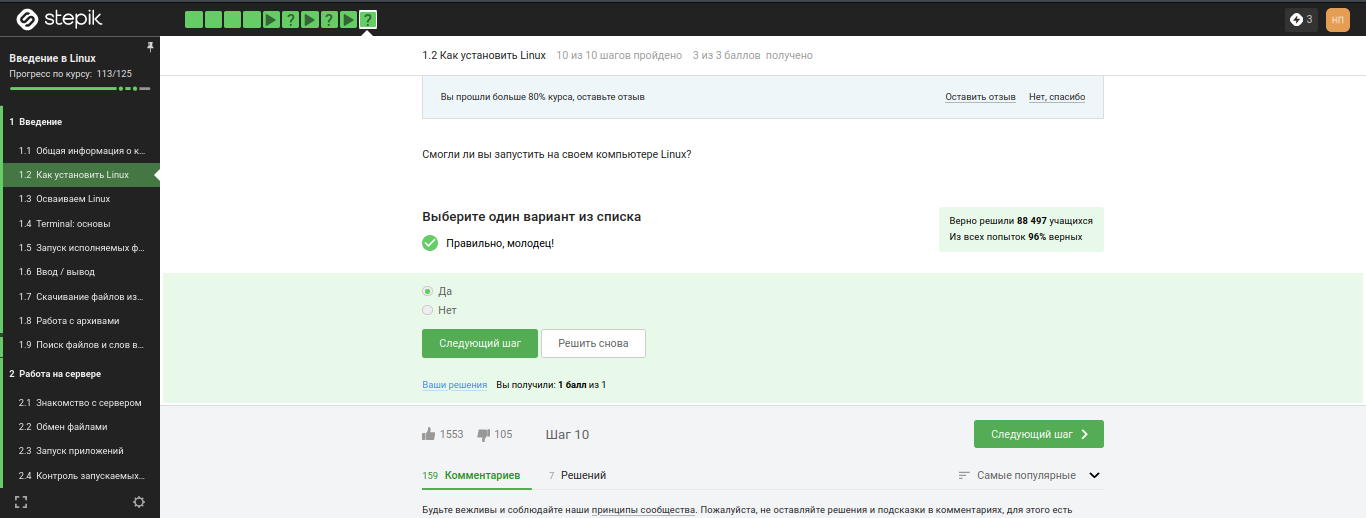 stepik
3
НП
Введение в Linux
Прогресс по курсу: 113/125
1 Введение
1.1 Общая информация о к...
1.2 Как установить Linux
1.3 Осваиваем Linux
1.4 Terminal: основы
1.5 Запуск исполняемых ф...
1.6 Ввод / вывод
1.7 Скачивание файлов из...
1.8 Работа с архивами
1.9 Поиск файлов и слов в...
2 Работа на сервере
2.1 Знакомство с сервером
2.2 Обмен файлами
2.3 Запуск приложений
2.4 Контроль запускаемых...
1.2 Как установить Linux 10 из 10 шагов пройдено 3 из 3 баллов получено
Вы прошли больше 80% курса, оставьте отзыв Оставить отзыв Нет, спасибо
Смогли ли вы запустить на своем компьютере Linux?
Выберите один вариант из списка
Правильно, молодец!
Верно решили 88 497 учащихся
Из всех попыток 96% верных
Да
Нет
Следующий шаг Решить снова
Ваши решения Вы получили: 1 балл из 1
1553 105 Шаг 10 Следующий шаг
159 Комментариев 7 Решений Самые популярные
Будьте вежливы и соблюдайте наши принципы сообщества. Пожалуйста, не оставляйте решения и подсказки в комментариях, для этого есть